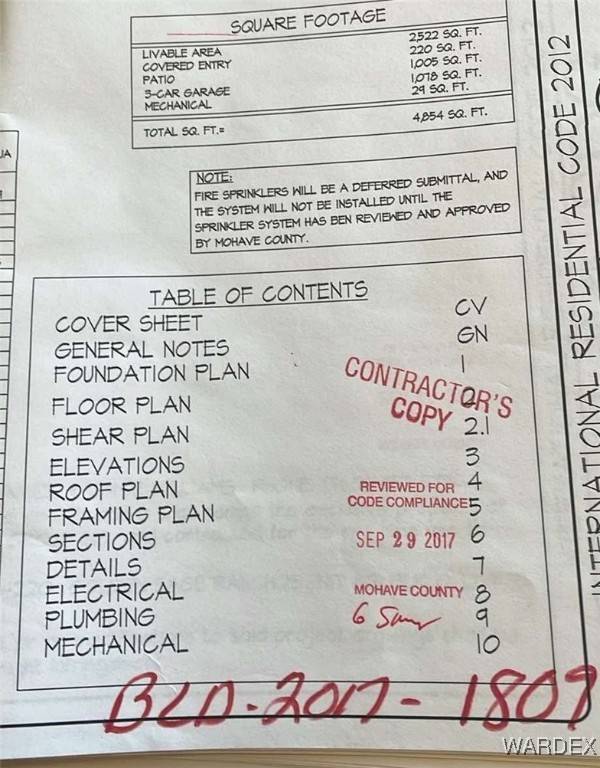 SQUARE FOOTAGE
LIVABLE AREA 2,522 SQ. FT.
COVERED ENTRY 220 SQ. FT.
PATIO 1,005 SQ. FT.
3-CAR GARAGE 1,078 SQ. FT.
MECHANICAL 29 SQ. FT.
TOTAL SQ. FT.= 4,854 SQ. FT.
NOTE:
FIRE SPRINKLERS WILL BE A DEFERRED SUBMITTAL, AND
THE SYSTEM WILL NOT BE INSTALLED UNTIL THE
SPRINKLER SYSTEM HAS BEN REVIEWED AND APPROVED
BY MOHAVE COUNTY.
TABLE OF CONTENTS
COVER SHEET CV
GENERAL NOTES GN
FOUNDATION PLAN 1
FLOOR PLAN 2
SHEAR PLAN 2.1
ELEVATIONS 3
ROOF PLAN 4
FRAMING PLAN 5
SECTIONS 6
DETAILS 7
ELECTRICAL 8
PLUMBING 9
MECHANICAL 10
CONTRACTOR'S
COPY
REVIEWED FOR
CODE COMPLIANCE
SEP 29 2017
MOHAVE COUNTY
BLD-2017-1809
INTERNATIONAL RESIDENTIAL CODE 2012
WARDEX